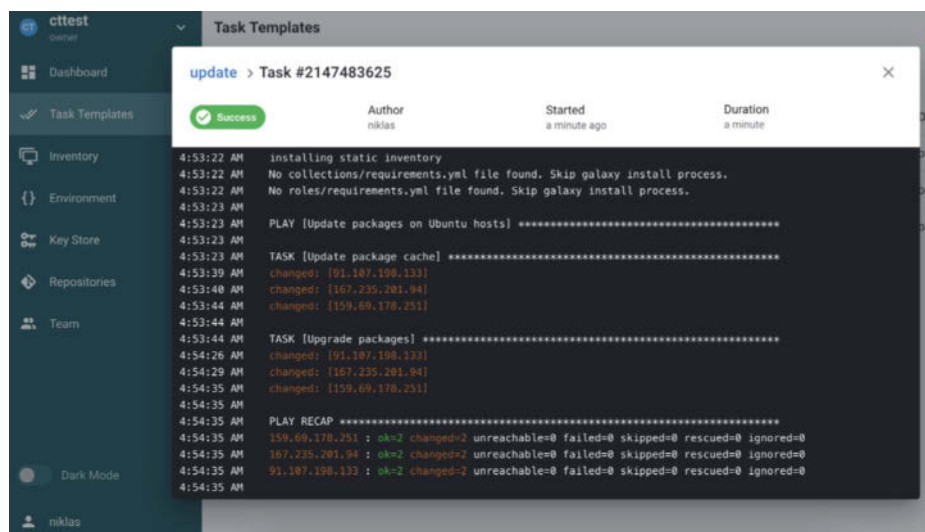 CT
cttest
owner
Task Templates
Dashboard
Task Templates
Inventory
{} Environment
Key Store
Repositories
Team
Dark Mode
niklas
update > Task #2147483625
Success
Author
niklas
Started
a minute ago
Duration
a minute
4:53:22 AM installing static inventory
4:53:22 AM No collections/requirements.yml file found. Skip galaxy install process.
4:53:22 AM No roles/requirements.yml file found. Skip galaxy install process.
4:53:23 AM
4:53:23 AM PLAY [Update packages on Ubuntu hosts] *******************************************
4:53:23 AM
4:53:23 AM TASK [Update package cache] ******************************************************
4:53:39 AM changed: [91.107.198.133]
4:53:40 AM changed: [167.235.201.94]
4:53:44 AM changed: [159.69.178.251]
4:53:44 AM
4:53:44 AM TASK [Upgrade packages] **********************************************************
4:54:26 AM changed: [91.107.198.133]
4:54:29 AM changed: [167.235.201.94]
4:54:35 AM changed: [159.69.178.251]
4:54:35 AM
4:54:35 AM PLAY RECAP ***********************************************************************
4:54:35 AM 159.69.178.251 : ok=2 changed=2 unreachable=0 failed=0 skipped=0 rescued=0 ignored=0
4:54:35 AM 167.235.201.94 : ok=2 changed=2 unreachable=0 failed=0 skipped=0 rescued=0 ignored=0
4:54:35 AM 91.107.198.133 : ok=2 changed=2 unreachable=0 failed=0 skipped=0 rescued=0 ignored=0
4:54:35 AM